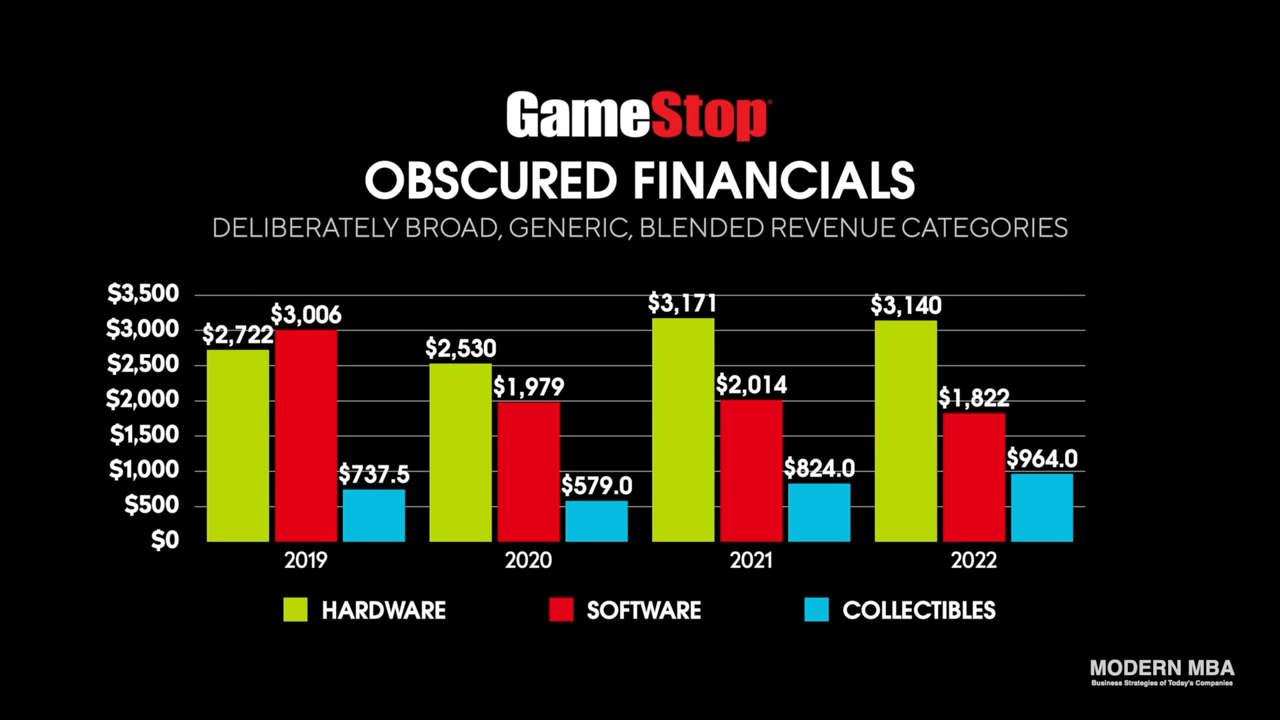 GameStop
OBSCURED FINANCIALS
DELIBERATELY BROAD, GENERIC, BLENDED REVENUE CATEGORIES
$3,500
$3,000
$2,500
$2,000
$1,500
$1,000
$500
$0
$2,722
$3,006
$737.5
$2,530
$1,979
$579.0
$3,171
$2,014
$824.0
$3,140
$1,822
$964.0
2019 2020 2021 2022
HARDWARE SOFTWARE COLLECTIBLES
MODERN MBA
Business Strategies of Today's Companies